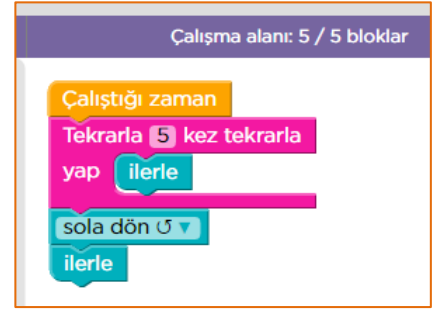 Çalışma alanı: 5 / 5 bloklar
Çalıştığı zaman
Tekrarla 5 kez tekrarla
yap ilerle
sola dön ↺ ▼
ilerle